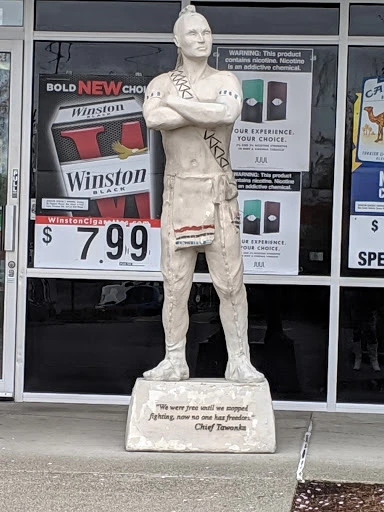 BOLD NEW CHOI
Winston
Winston
BLACK
WinstonCigarettes.com
$ 7.99
WARNING: This product
contains nicotine. Nicotine
is an addictive chemical.
YOUR EXPERIENCE.
YOUR CHOICE.
JUUL
WARNING: This product
contains nicotine. Nicotine
is an addictive chemical.
YOUR EXPERIENCE.
YOUR CHOICE.
JUUL
CA
$
SPE
"We were free until we stopped
fighting, now no one has freedom."
Chief Tawonka